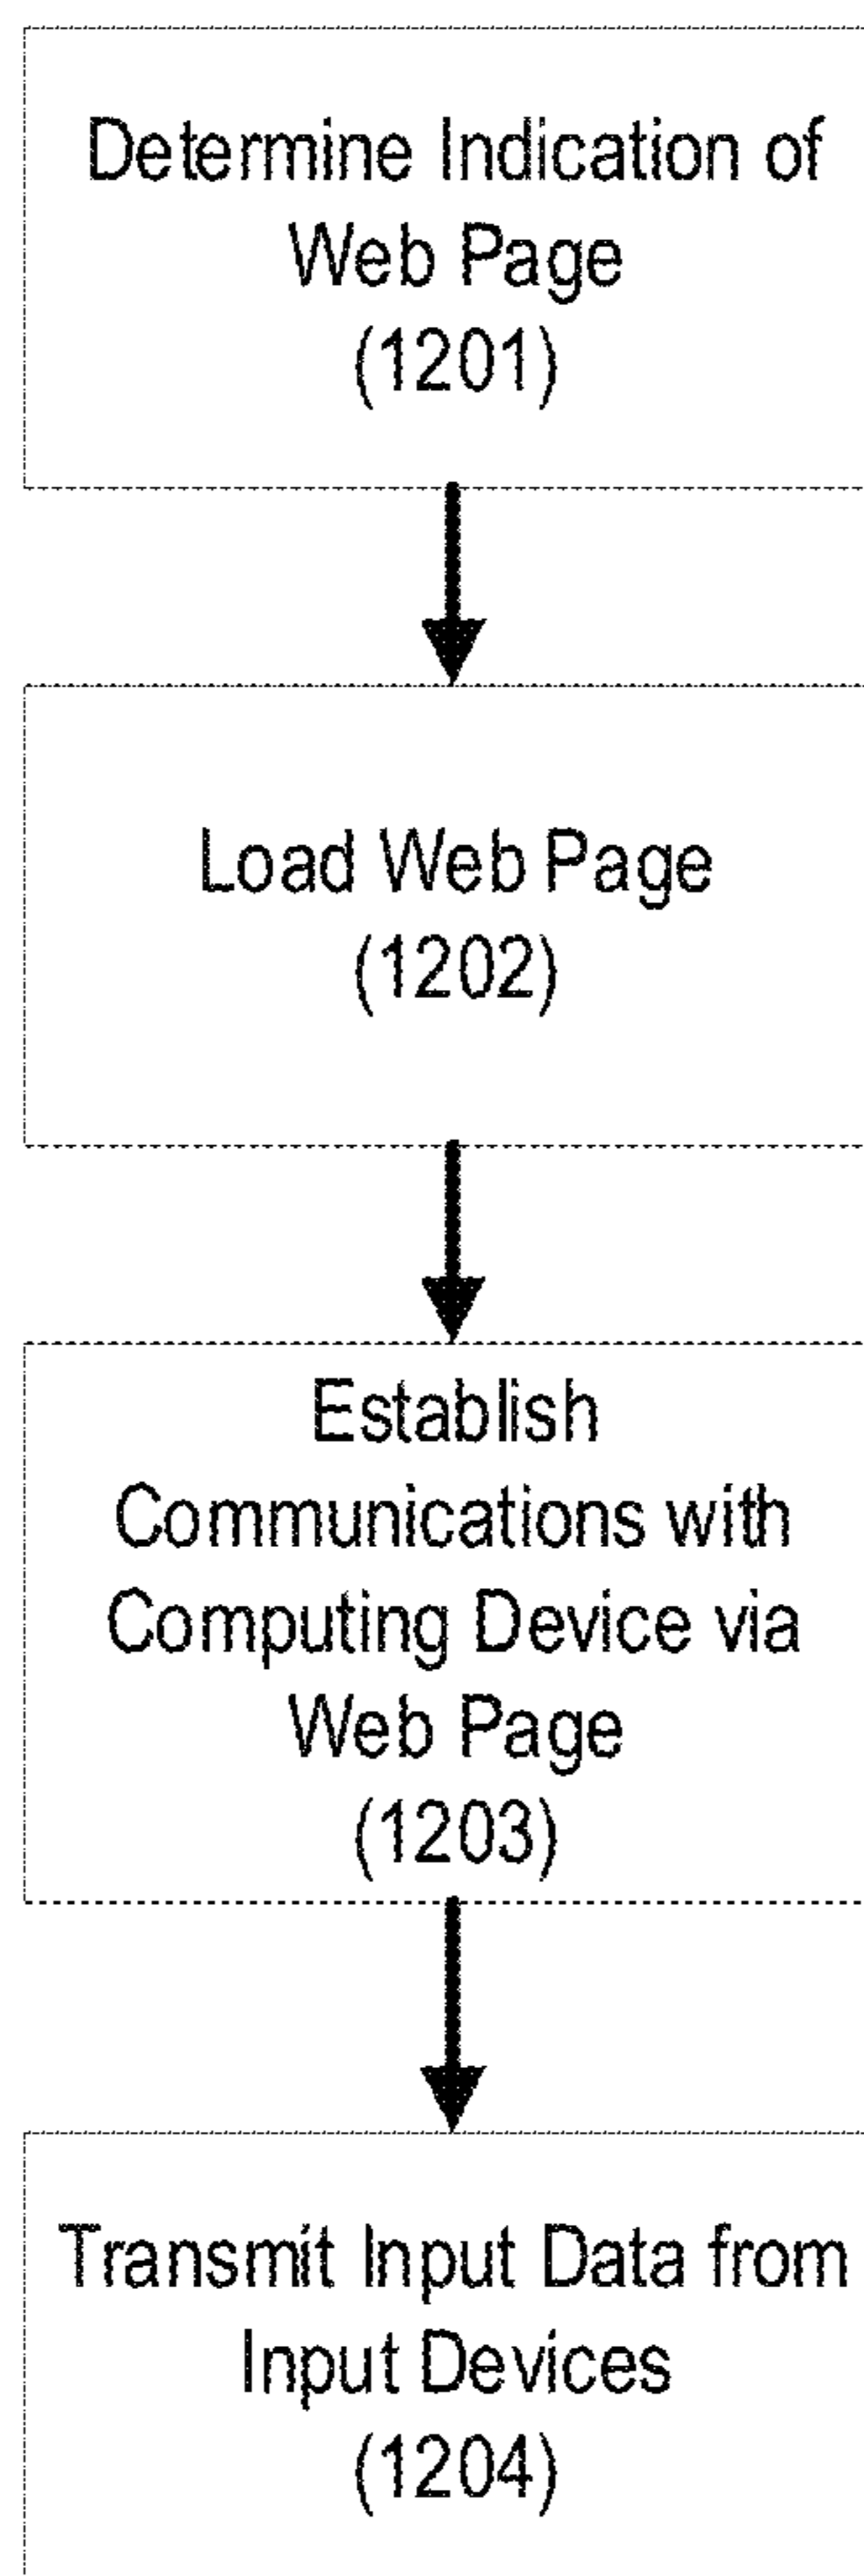 Determine Indication of
Web Page
(1201)
Load Web Page
(1202)
Establish
Communications with
Computing Device via
Web Page
(1203)
Transmit Input Data from
Input Devices
(1204)